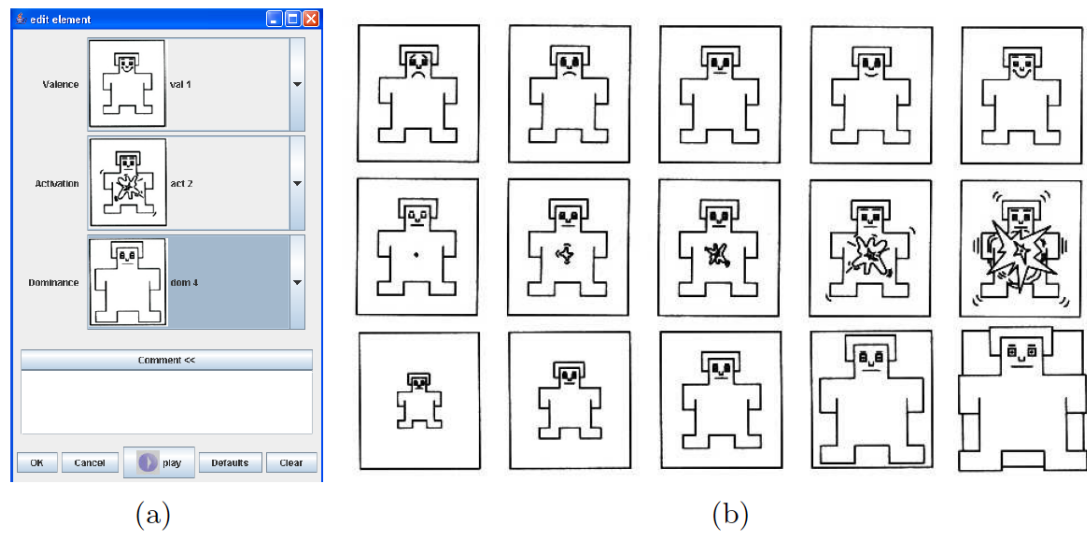 edit element
Valence val 1
Activation act 2
Dominance dom 4
Comment <<
OK Cancel play Defaults Clear
(a) (b)